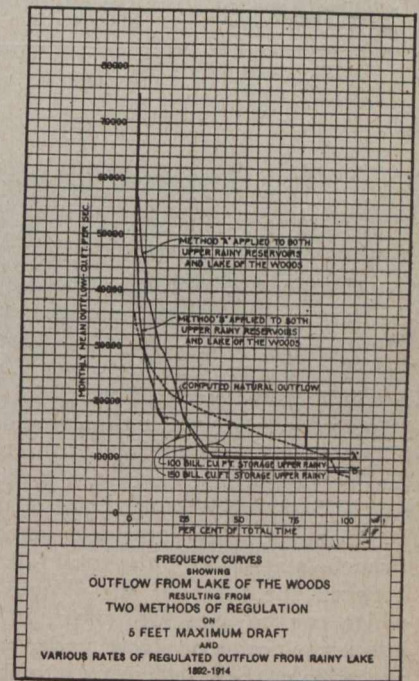 80000
70000
60000
50000
40000
30000
20000
10000
0
MONTHLY MEAN OUTFLOW-CU.FT. PER SEC.
METHOD "A" APPLIED TO BOTH
UPPER RAINY RESERVOIRS
AND LAKE OF THE WOODS
METHOD "B" APPLIED TO BOTH
UPPER RAINY RESERVOIRS
AND LAKE OF THE WOODS
COMPUTED NATURAL OUTFLOW
100 BILL. CU. FT. STORAGE UPPER RAINY
150 BILL. CU. FT. STORAGE UPPER RAINY
0 25 50 75 100
PER CENT OF TOTAL TIME
FREQUENCY CURVES
SHOWING
OUTFLOW FROM LAKE OF THE WOODS
RESULTING FROM
TWO METHODS OF REGULATION
ON
5 FEET MAXIMUM DRAFT
AND
VARIOUS RATES OF REGULATED OUTFLOW FROM RAINY LAKE
1892-1914